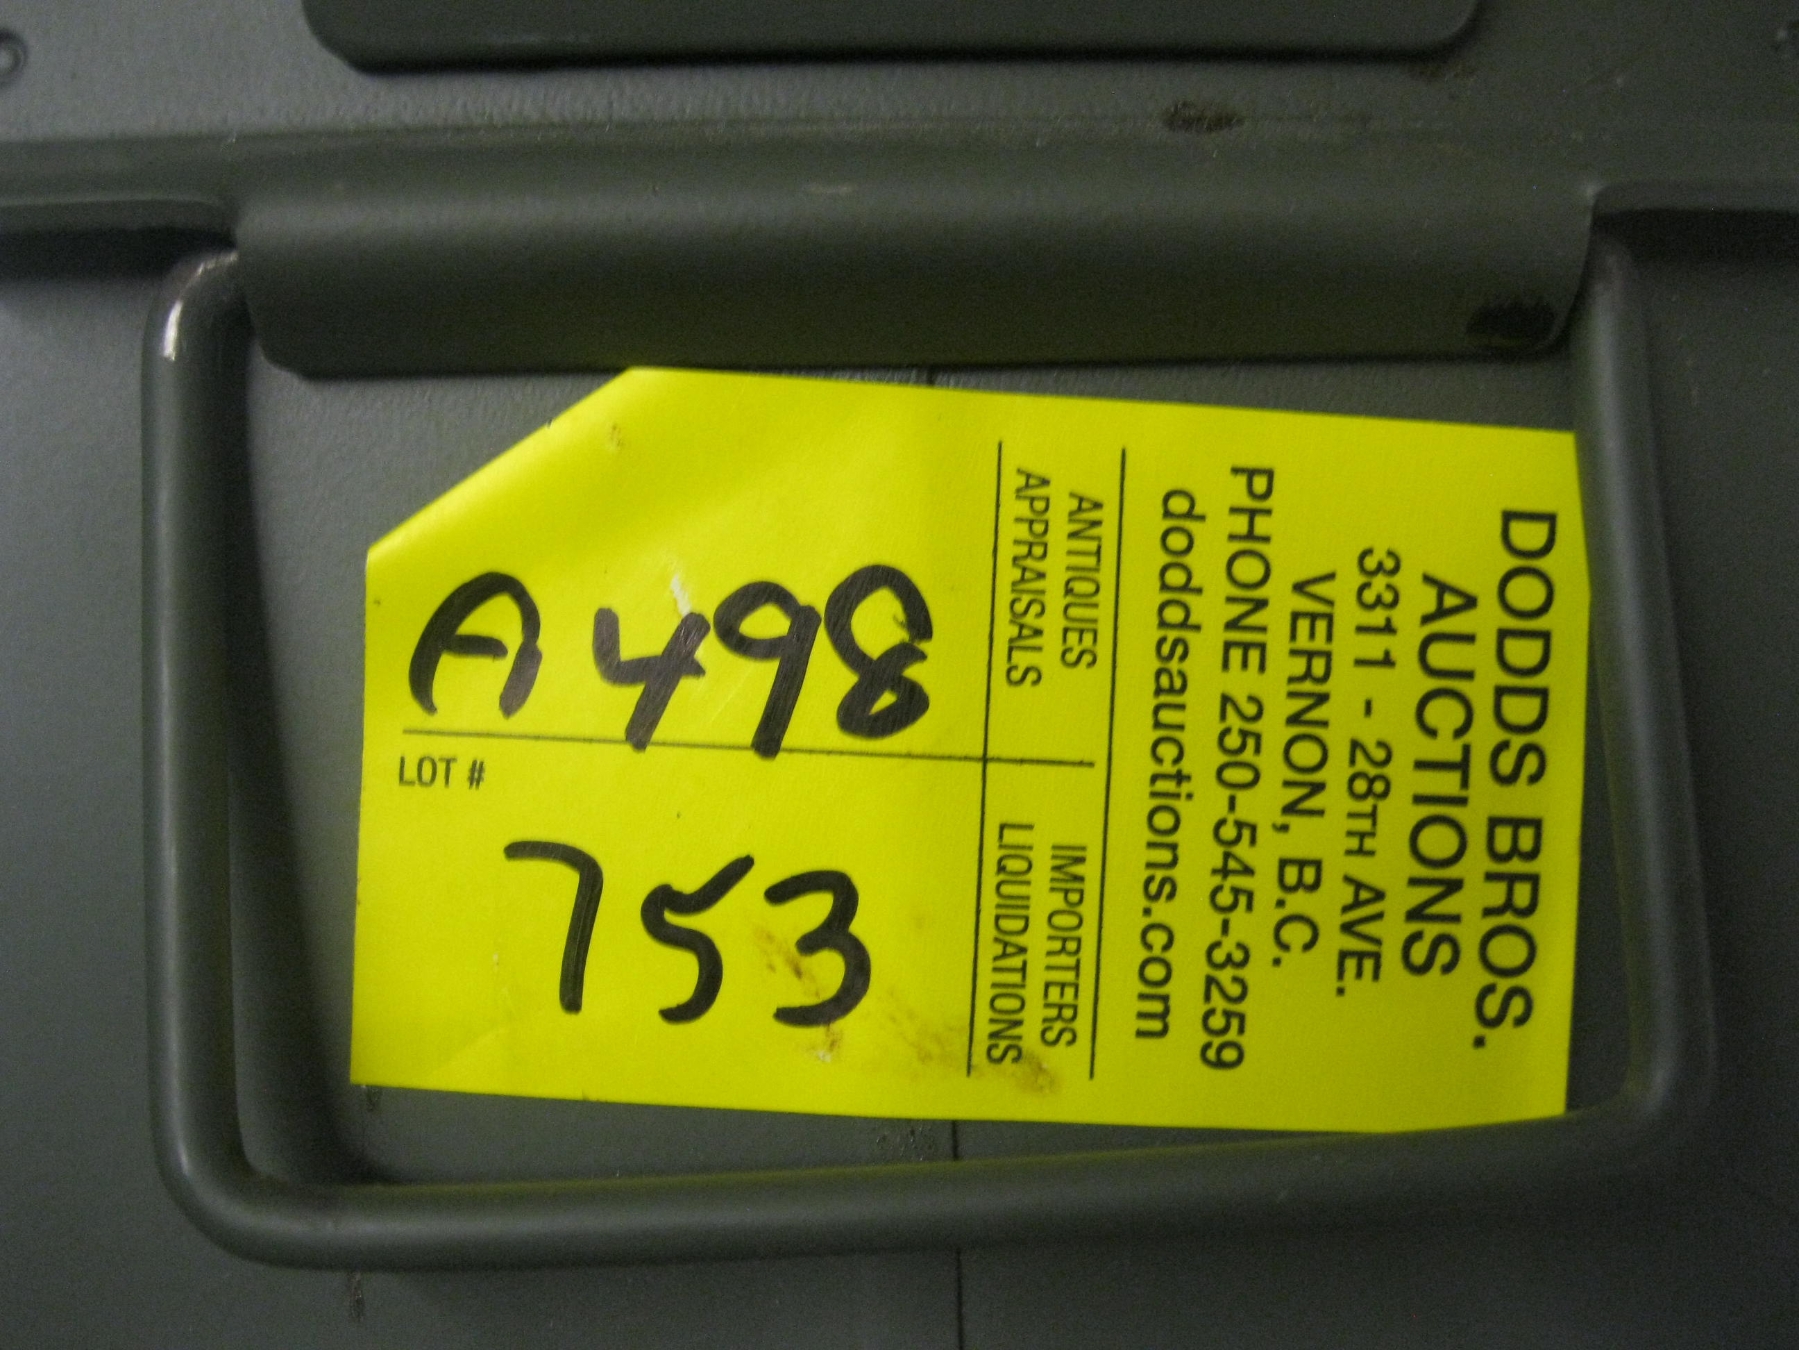 DODDS BROS.
AUCTIONS
3311 - 28TH AVE.
VERNON, B.C.
PHONE 250-545-3259
doddsauctions.com
ANTIQUES
APPRAISALS
IMPORTERS
LIQUIDATIONS
A498
LOT #
753